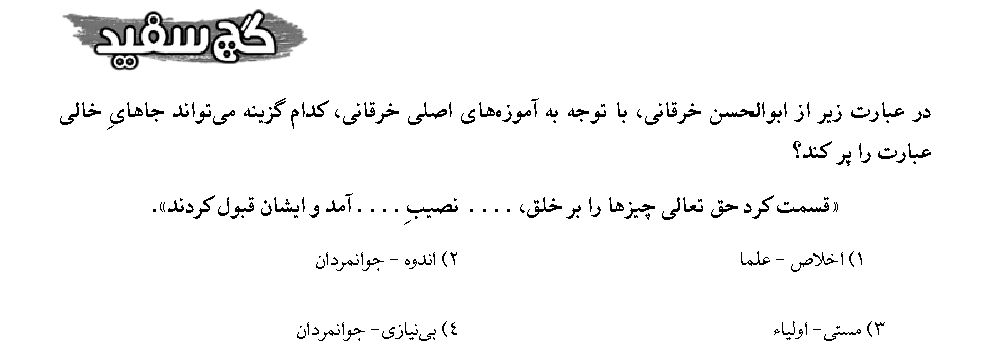 گچ سفید
در عبارت زیر از ابوالحسن خرقانی، با توجه به آموزه‌های اصلی خرقانی، کدام گزینه می‌تواند جاهایِ خالی
عبارت را پر کند؟
«قسمت کرد حق تعالی چیزها را بر خلق، .... نصیبِ .... آمد و ایشان قبول کردند».
۱) اخلاص - علما
۲) اندوه - جوانمردان
۳) مستی- اولیاء
۴) بی‌نیازی- جوانمردان